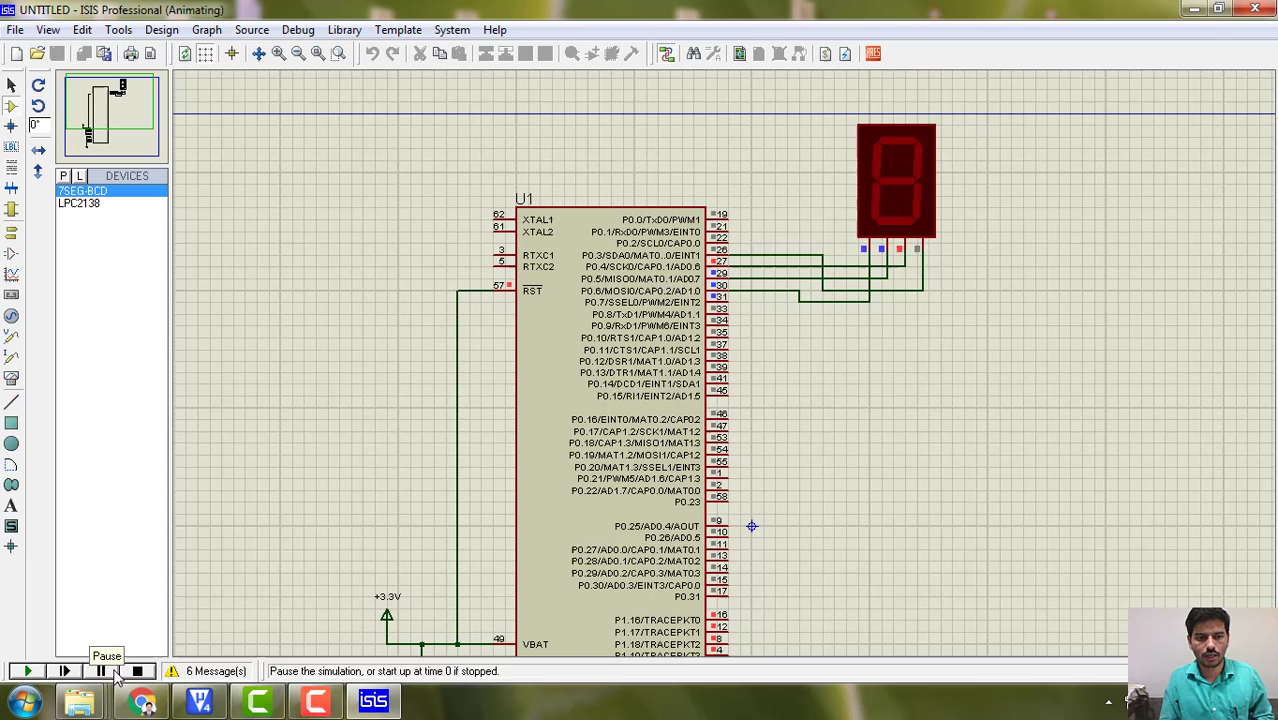 UNTITLED - ISIS Professional (Animating)
File View Edit Tools Design Graph Source Debug Library Template System Help
ARES
0°
LBL
P L DEVICES
7SEG-BCD
LPC2138
A
S
U1
62 XTAL1
61 XTAL2
3 RTXC1
5 RTXC2
57 RST
49 VBAT
+3.3V
P0.0/TxD0/PWM1 19
P0.1/RxD0/PWM3/EINT0 21
P0.2/SCL0/CAP0.0 22
P0.3/SDA0/MAT0..0/EINT1 26
P0.4/SCK0/CAP0.1/AD0.6 27
P0.5/MISO0/MAT0.1/AD0.7 29
P0.6/MOSI0/CAP0.2/AD1.0 30
P0.7/SSEL0/PWM2/EINT2 31
P0.8/TxD1/PWM4/AD1.1 33
P0.9/RxD1/PWM6/EINT3 34
P0.10/RTS1/CAP1.0/AD1.2 35
P0.11/CTS1/CAP1.1/SCL1 37
P0.12/DSR1/MAT1.0/AD1.3 38
P0.13/DTR1/MAT1.1/AD1.4 39
P0.14/DCD1/EINT1/SDA1 41
P0.15/RI1/EINT2/AD1.5 45
P0.16/EINT0/MAT0.2/CAP0.2 46
P0.17/CAP1.2/SCK1/MAT1.2 47
P0.18/CAP1.3/MISO1/MAT1.3 53
P0.19/MAT1.2/MOSI1/CAP1.2 54
P0.20/MAT1.3/SSEL1/EINT3 55
P0.21/PWM5/AD1.6/CAP1.3 1
P0.22/AD1.7/CAP0.0/MAT0.0 2
P0.23 58
P0.25/AD0.4/AOUT 9
P0.26/AD0.5 10
P0.27/AD0.0/CAP0.1/MAT0.1 11
P0.28/AD0.1/CAP0.2/MAT0.2 13
P0.29/AD0.2/CAP0.3/MAT0.3 14
P0.30/AD0.3/EINT3/CAP0.0 15
P0.31 17
P1.16/TRACEPKT0 16
P1.17/TRACEPKT1 12
P1.18/TRACEPKT2 8
4
Pause
6 Message(s) Pause the simulation, or start up at time 0 if stopped.
isis